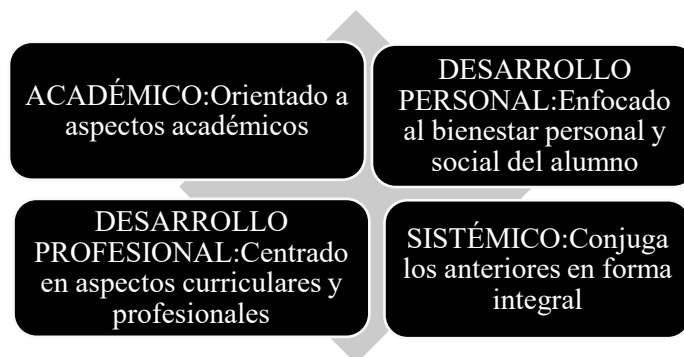 ACADÉMICO:Orientado a
aspectos académicos
DESARROLLO
PERSONAL:Enfocado
al bienestar personal y
social del alumno
DESARROLLO
PROFESIONAL:Centrado
en aspectos curriculares y
profesionales
SISTÉMICO:Conjuga
los anteriores en forma
integral